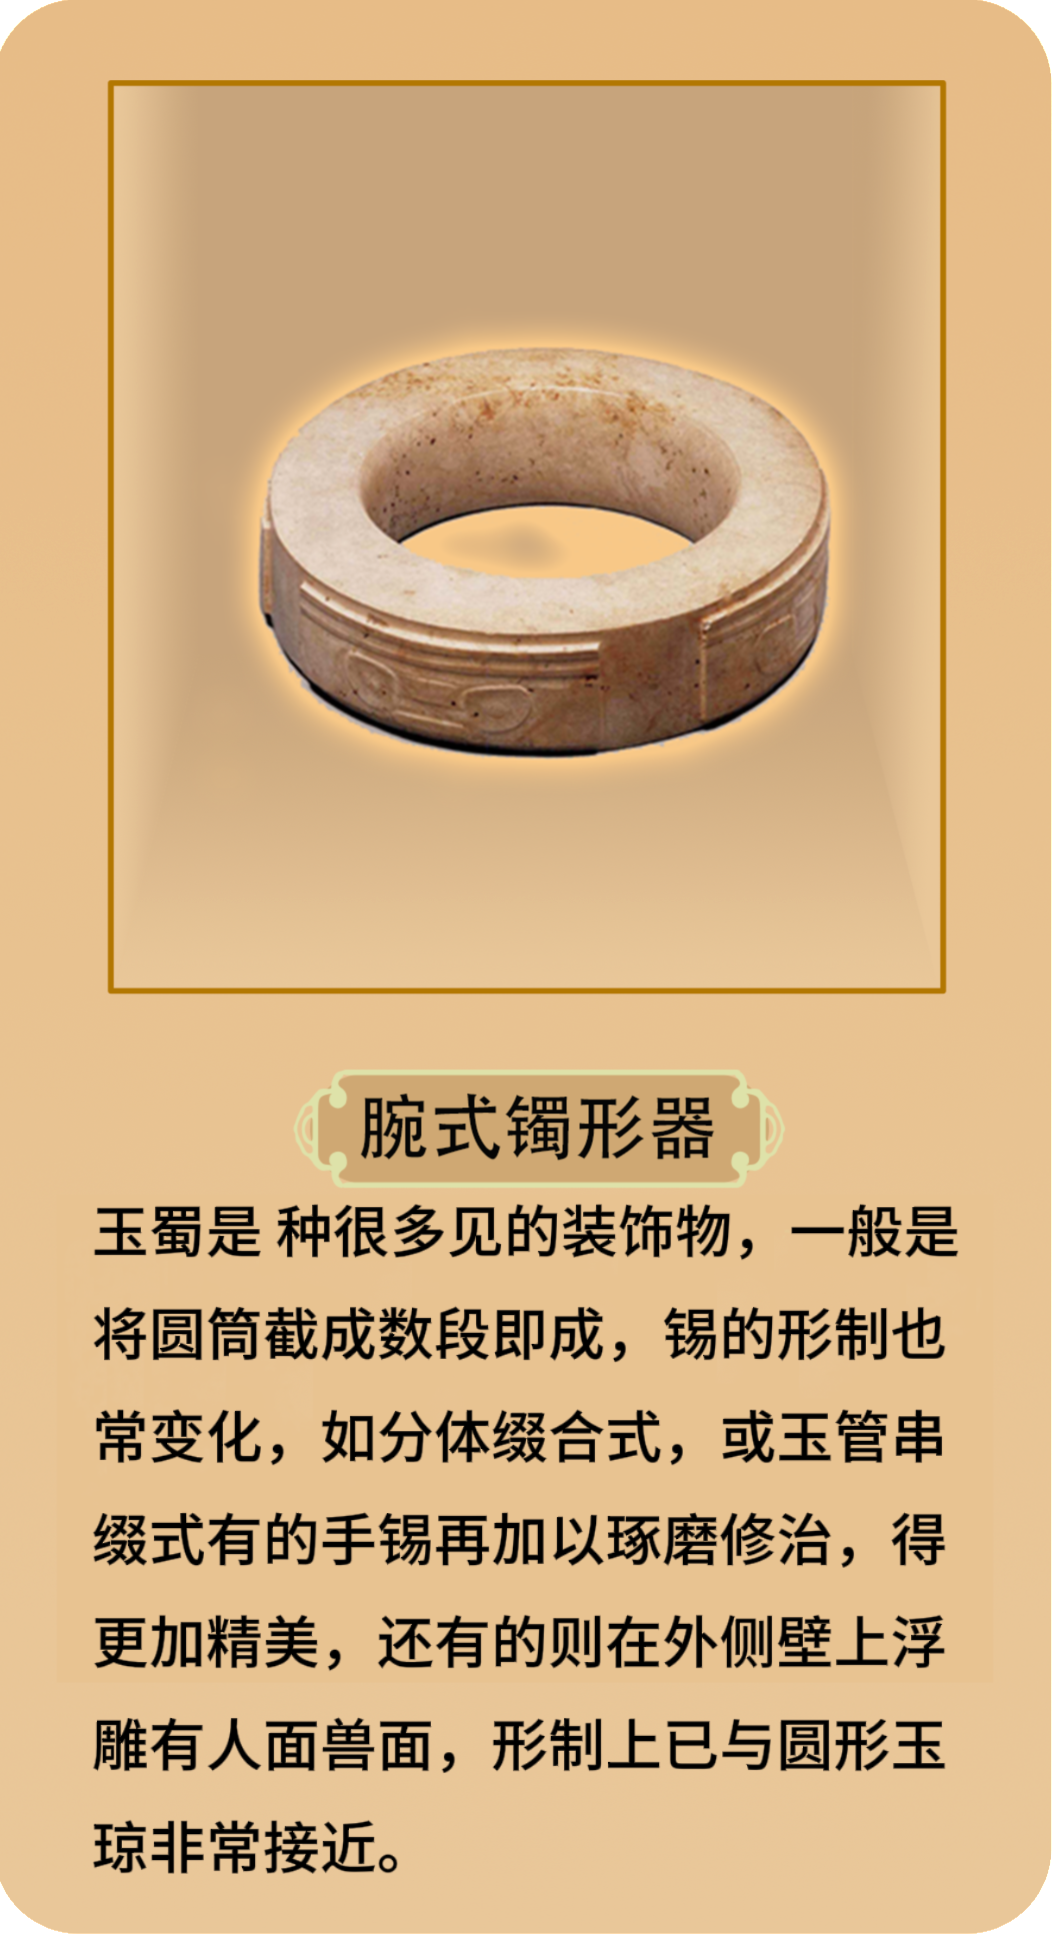 腕式镯形器
玉蜀是 种很多见的装饰物，一般是
将圆筒截成数段即成，锡的形制也
常变化，如分体缀合式，或玉管串
缀式有的手锡再加以琢磨修治，得
更加精美，还有的则在外侧壁上浮
雕有人面兽面，形制上已与圆形玉
琼非常接近。